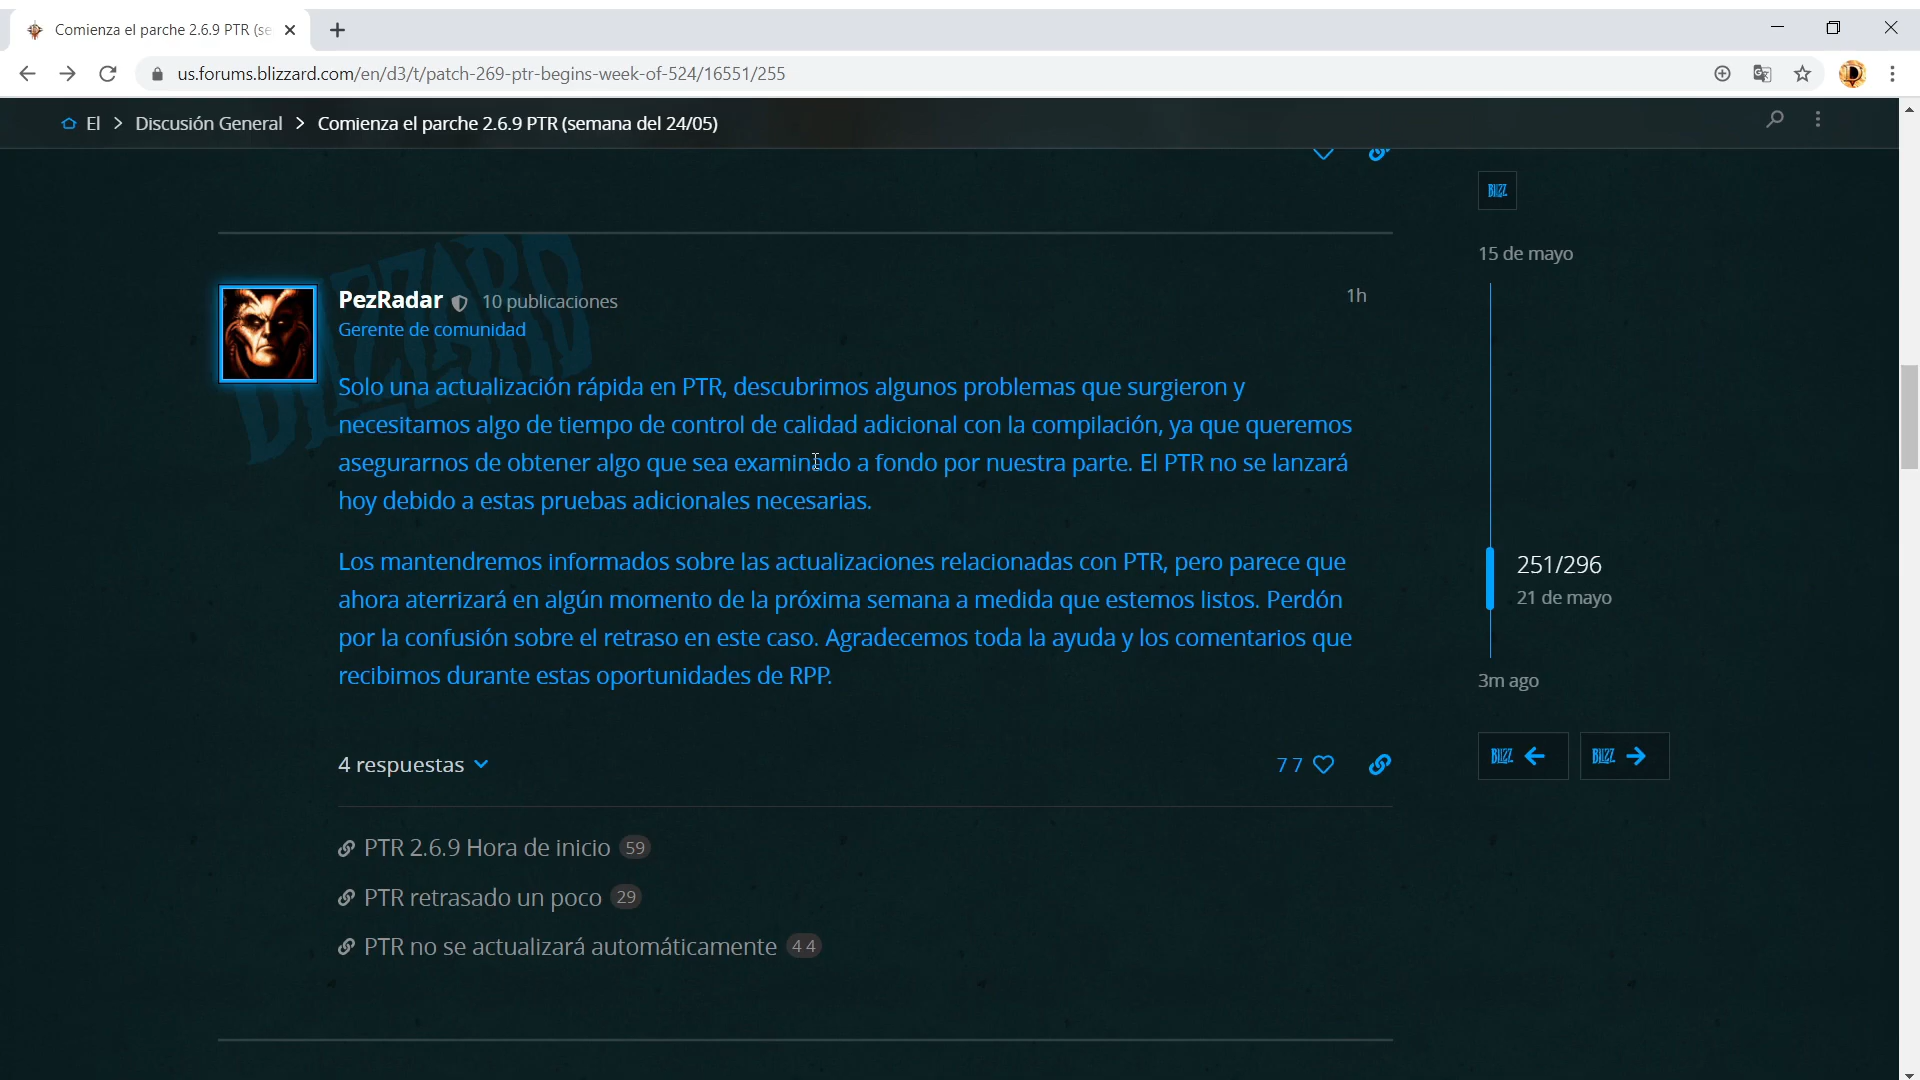 Comienza el parche 2.6.9 PTR (se
us.forums.blizzard.com/en/d3/t/patch-269-ptr-begins-week-of-524/16551/255
El > Discusión General > Comienza el parche 2.6.9 PTR (semana del 24/05)
BLIZZ
15 de mayo
BLIZZARD
PezRadar 10 publicaciones
1h
Gerente de comunidad
Solo una actualización rápida en PTR, descubrimos algunos problemas que surgieron y
necesitamos algo de tiempo de control de calidad adicional con la compilación, ya que queremos
asegurarnos de obtener algo que sea examinado a fondo por nuestra parte. El PTR no se lanzará
hoy debido a estas pruebas adicionales necesarias.
Los mantendremos informados sobre las actualizaciones relacionadas con PTR, pero parece que
ahora aterrizará en algún momento de la próxima semana a medida que estemos listos. Perdón
por la confusión sobre el retraso en este caso. Agradecemos toda la ayuda y los comentarios que
recibimos durante estas oportunidades de RPP.
251/296
21 de mayo
3m ago
BLIZZ BLIZZ
4 respuestas
77
PTR 2.6.9 Hora de inicio 59
PTR retrasado un poco 29
PTR no se actualizará automáticamente 44